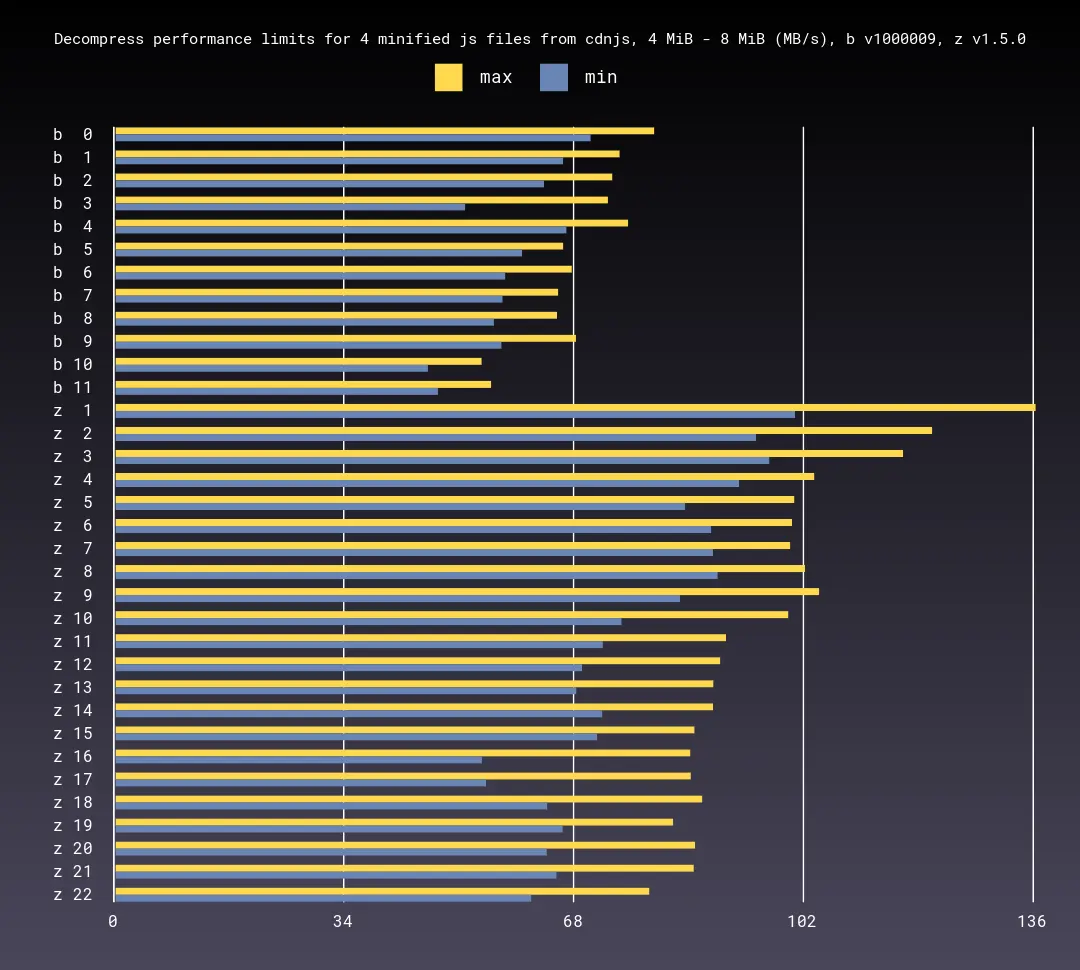 Decompress performance limits for 4 minified js files from cdnjs, 4 MiB - 8 MiB (MB/s), b v1000009, z v1.5.0
max min
b 0
b 1
b 2
b 3
b 4
b 5
b 6
b 7
b 8
b 9
b 10
b 11
z 1
z 2
z 3
z 4
z 5
z 6
z 7
z 8
z 9
z 10
z 11
z 12
z 13
z 14
z 15
z 16
z 17
z 18
z 19
z 20
z 21
z 22
0 34 68 102 136